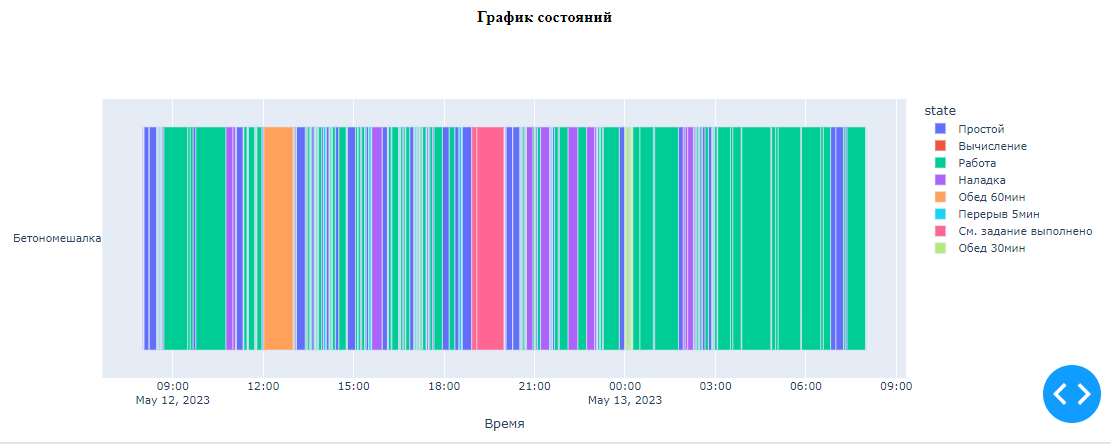 График состояний
state
Простой
Вычисление
Работа
Наладка
Обед 60мин
Перерыв 5мин
См. задание выполнено
Обед 30мин
Бетономешалка
09:00 12:00 15:00 18:00 21:00 00:00 03:00 06:00 09:00
May 12, 2023 May 13, 2023
Время